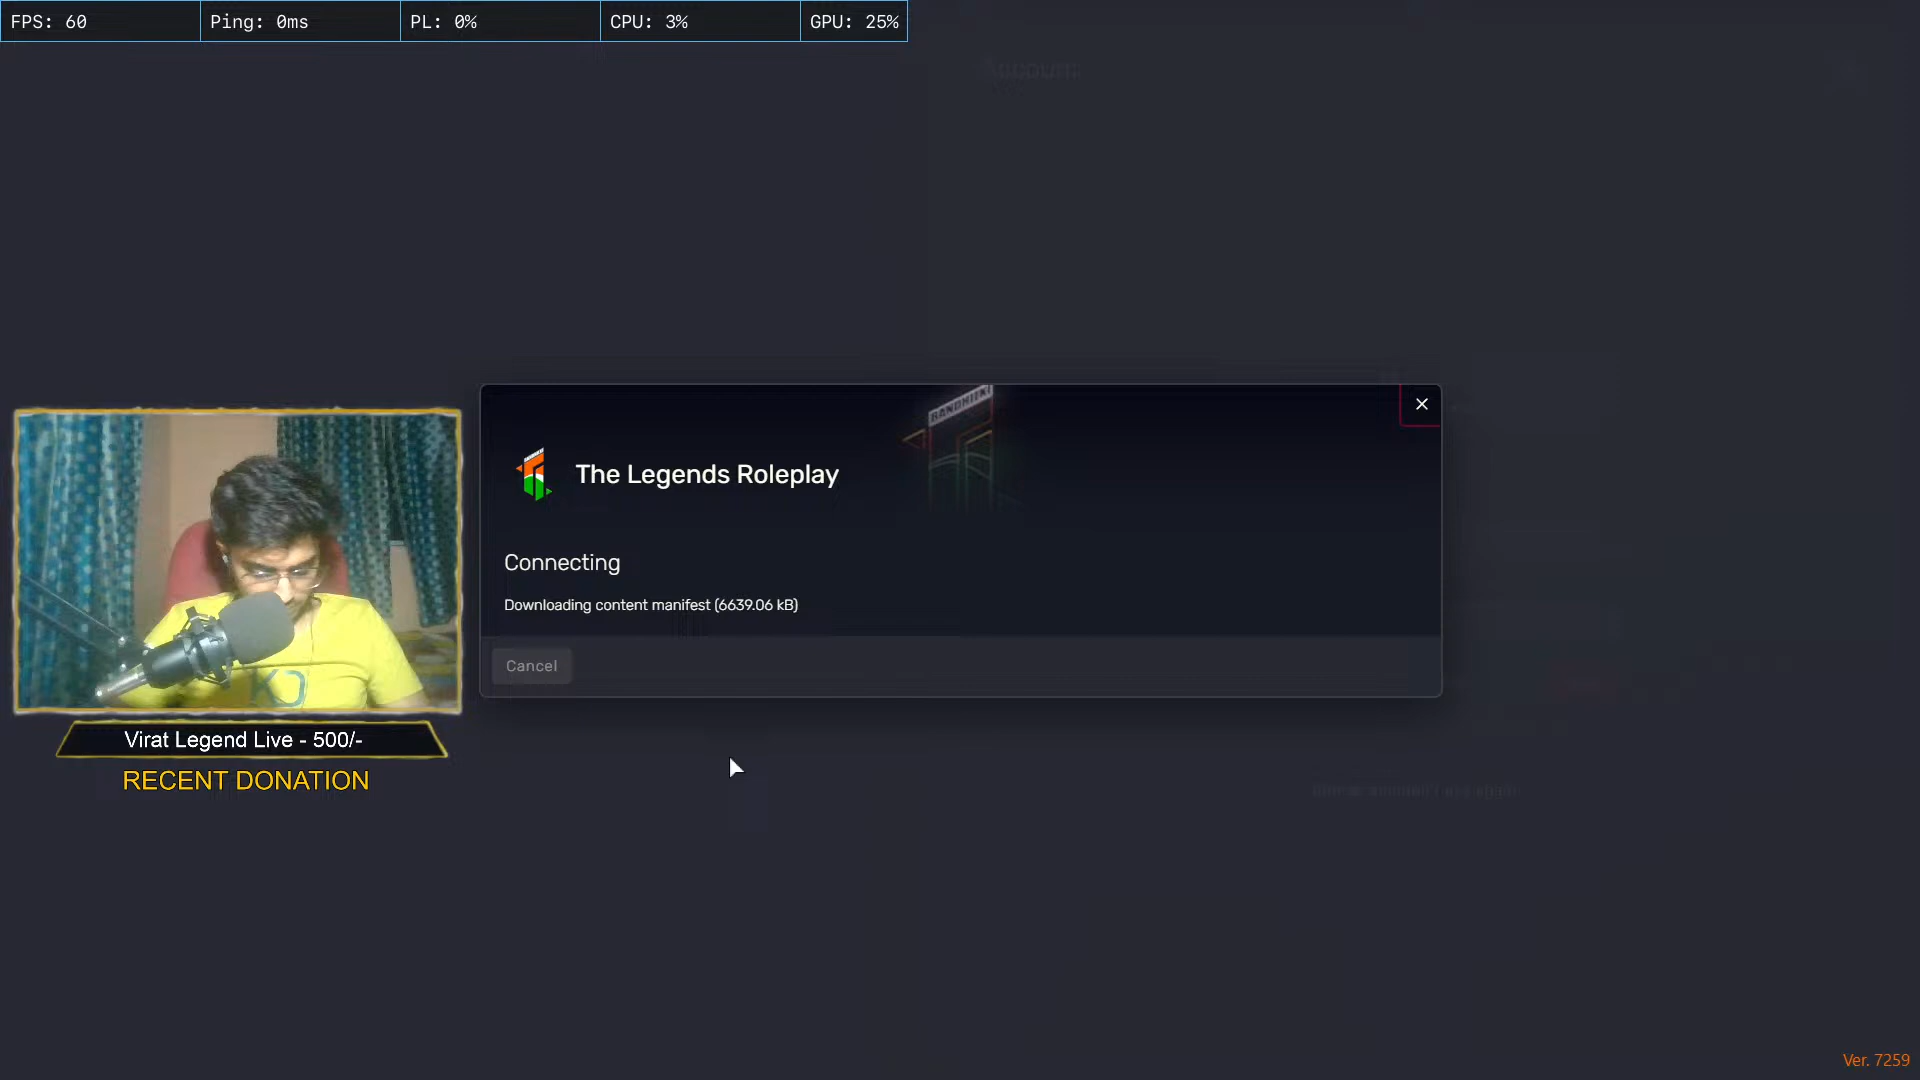 FPS: 60 Ping: 0ms PL: 0% CPU: 3% GPU: 25%
The Legends Roleplay
Connecting
Downloading content manifest (6639.06 kB)
Cancel
Virat Legend Live - 500/-
RECENT DONATION
Ver. 7259